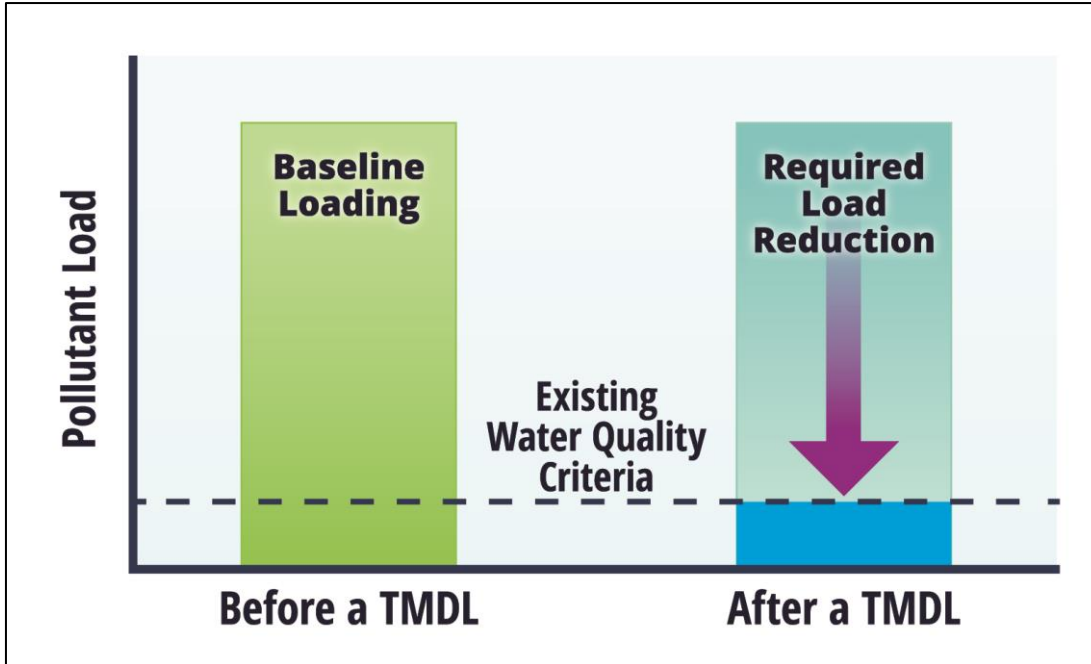 Pollutant Load
Baseline
Loading
Existing
Water Quality
Criteria
Required
Load
Reduction
Before a TMDL
After a TMDL